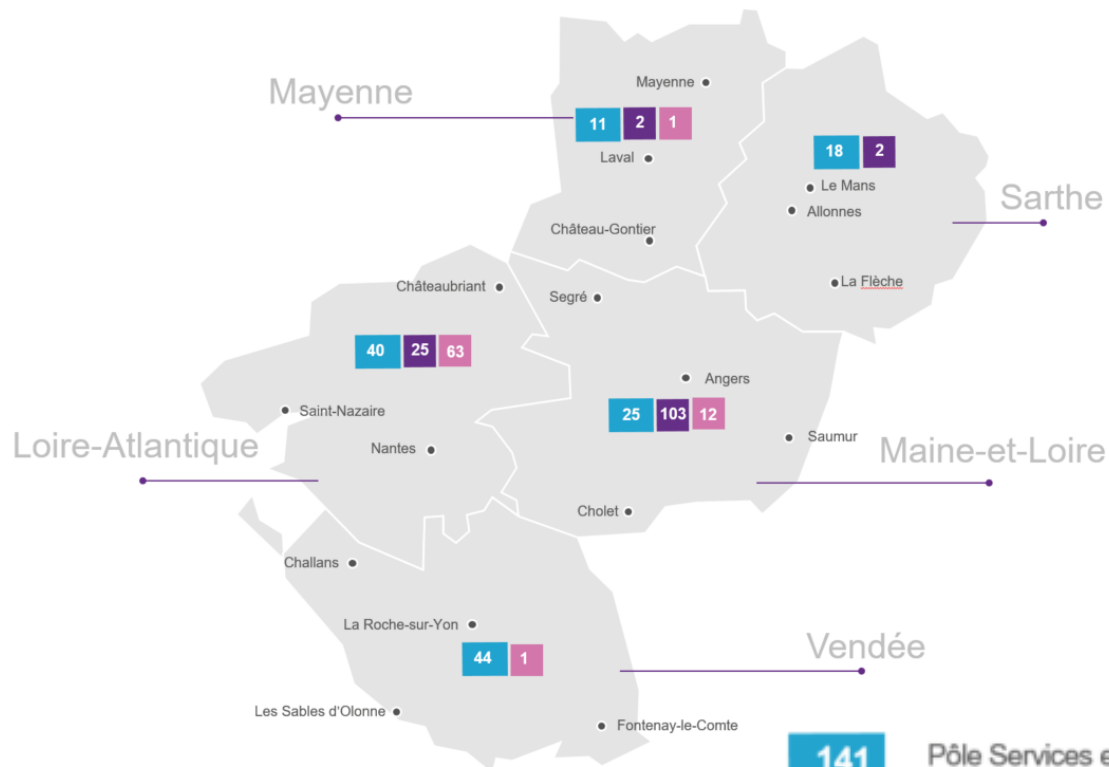 Mayenne
Mayenne
11 2 1
Laval
Château-Gontier
18 2
Le Mans
Allonnes
La Flèche
Sarthe
Châteaubriant
40 25 63
Saint-Nazaire
Nantes
Loire-Atlantique
Segré
Angers
25 103 12
Saumur
Cholet
Maine-et-Loire
Challans
La Roche-sur-Yon
44 1
Vendée
Les Sables d'Olonne
Fontenay-le-Comte
141 Pôle Services e